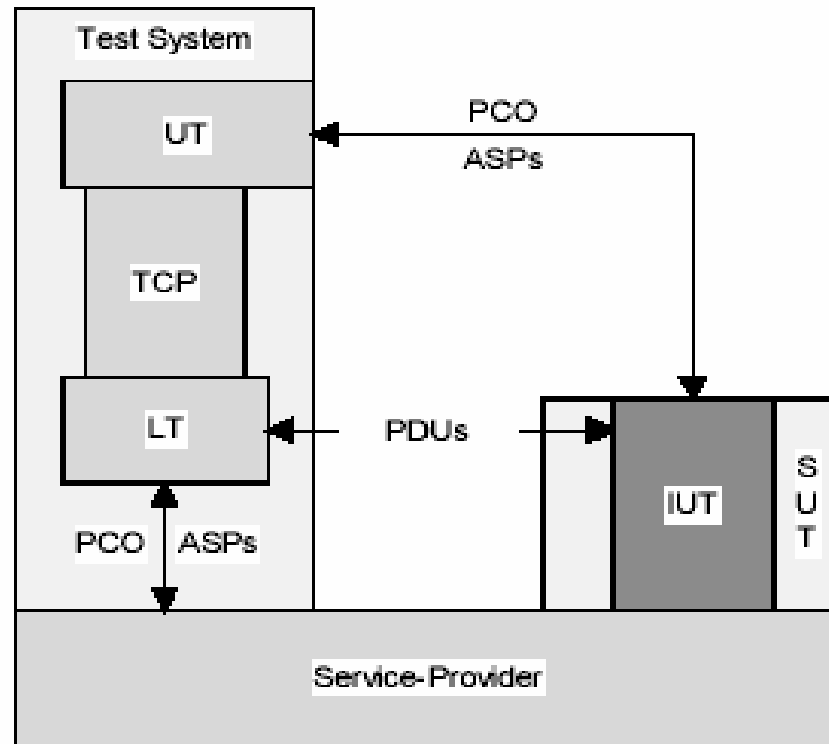 Test System
UT
PCO
ASPs
TCP
LT
PDUs
PCO
ASPs
IUT
S
U
T
Service-Provider